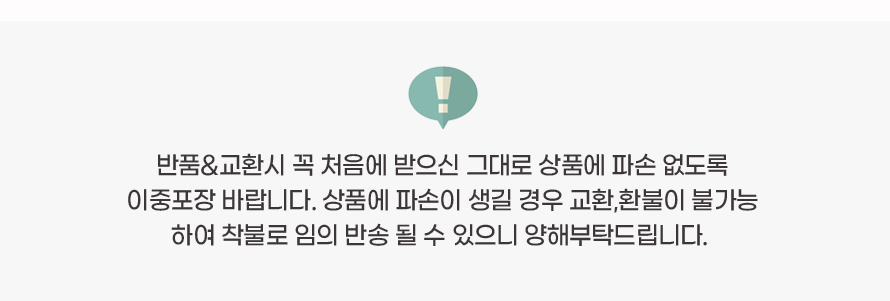 반품&교환시 꼭 처음에 받으신 그대로 상품에 파손 없도록
이중포장 바랍니다. 상품에 파손이 생길 경우 교환,환불이 불가능
하여 착불로 임의 반송 될 수 있으니 양해부탁드립니다.